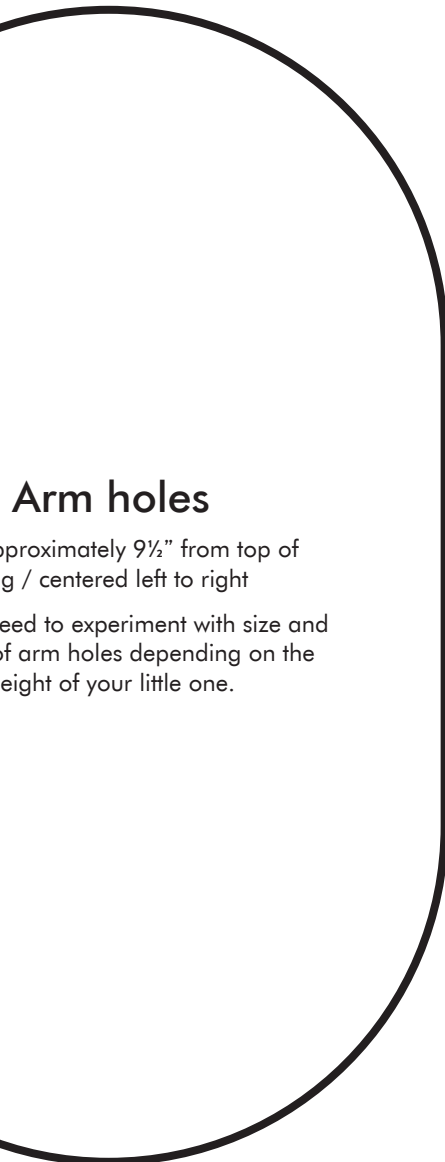 Arm holes
pproximately 9½” from top of
g / centered left to right
eed to experiment with size and
of arm holes depending on the
eight of your little one.